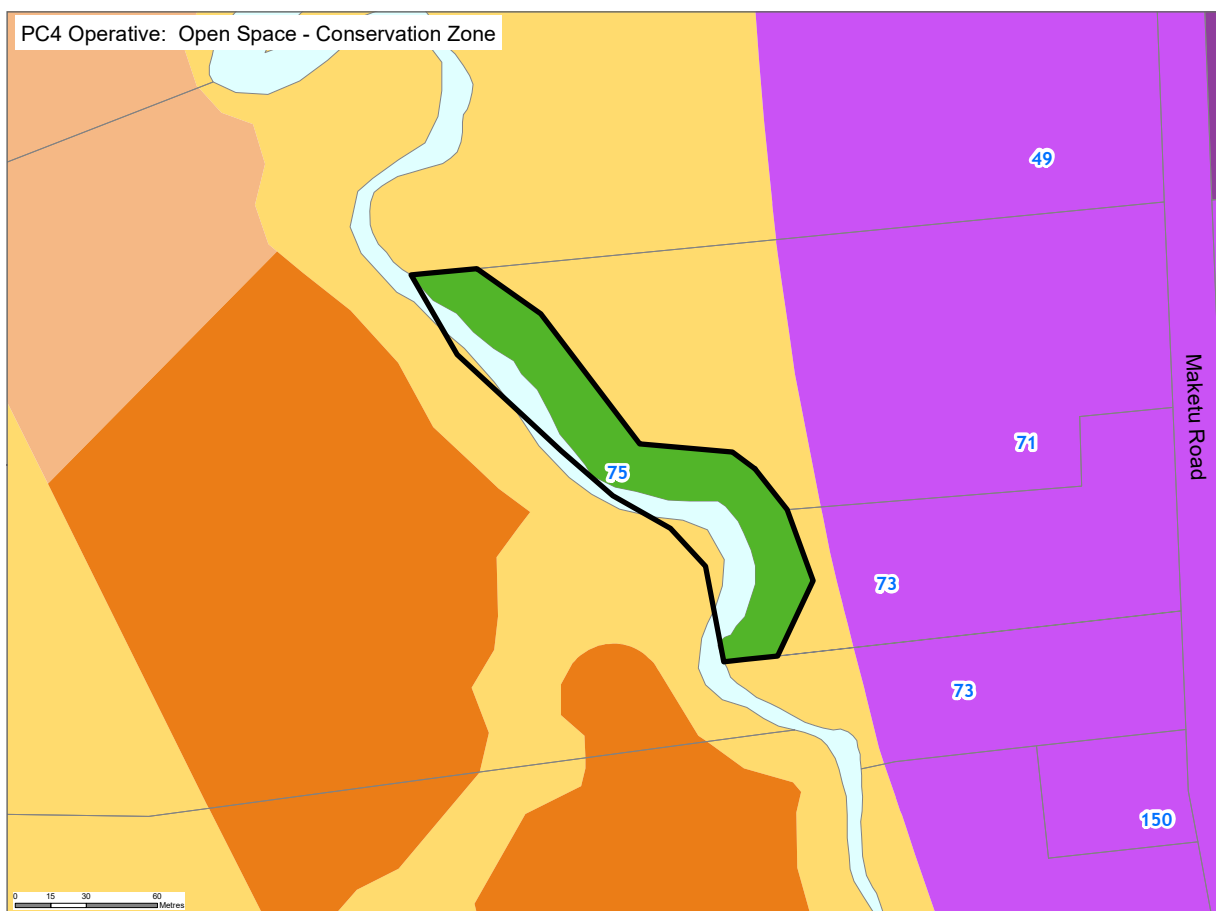 PC4 Operative:  Open Space - Conservation Zone
49
Maketu Road
71
75
73
73
150
0 15 30 60
Metres